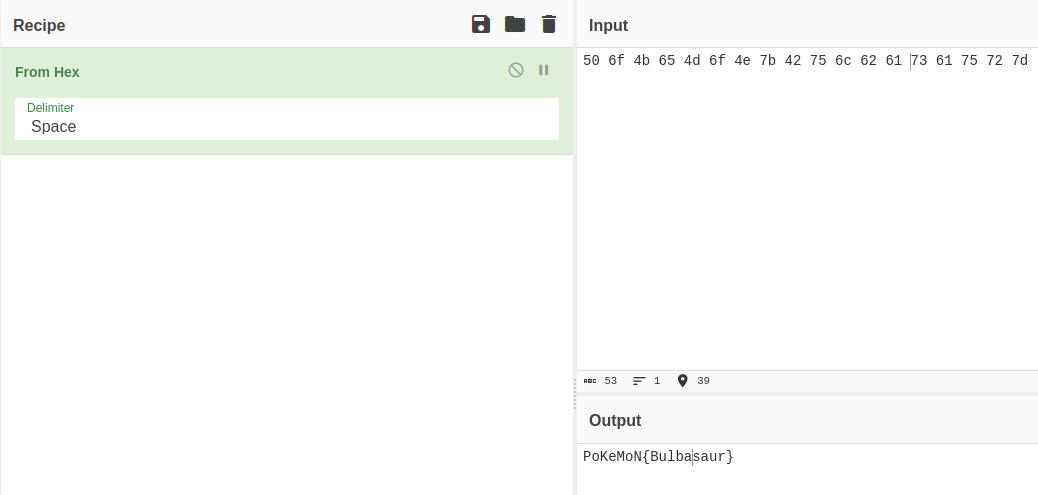 Recipe
From Hex
Delimiter
Space
Input
50 6f 4b 65 4d 6f 4e 7b 42 75 6c 62 61 73 61 75 72 7d
ABC 53 1 39
Output
PoKeMoN{Bulbasaur}